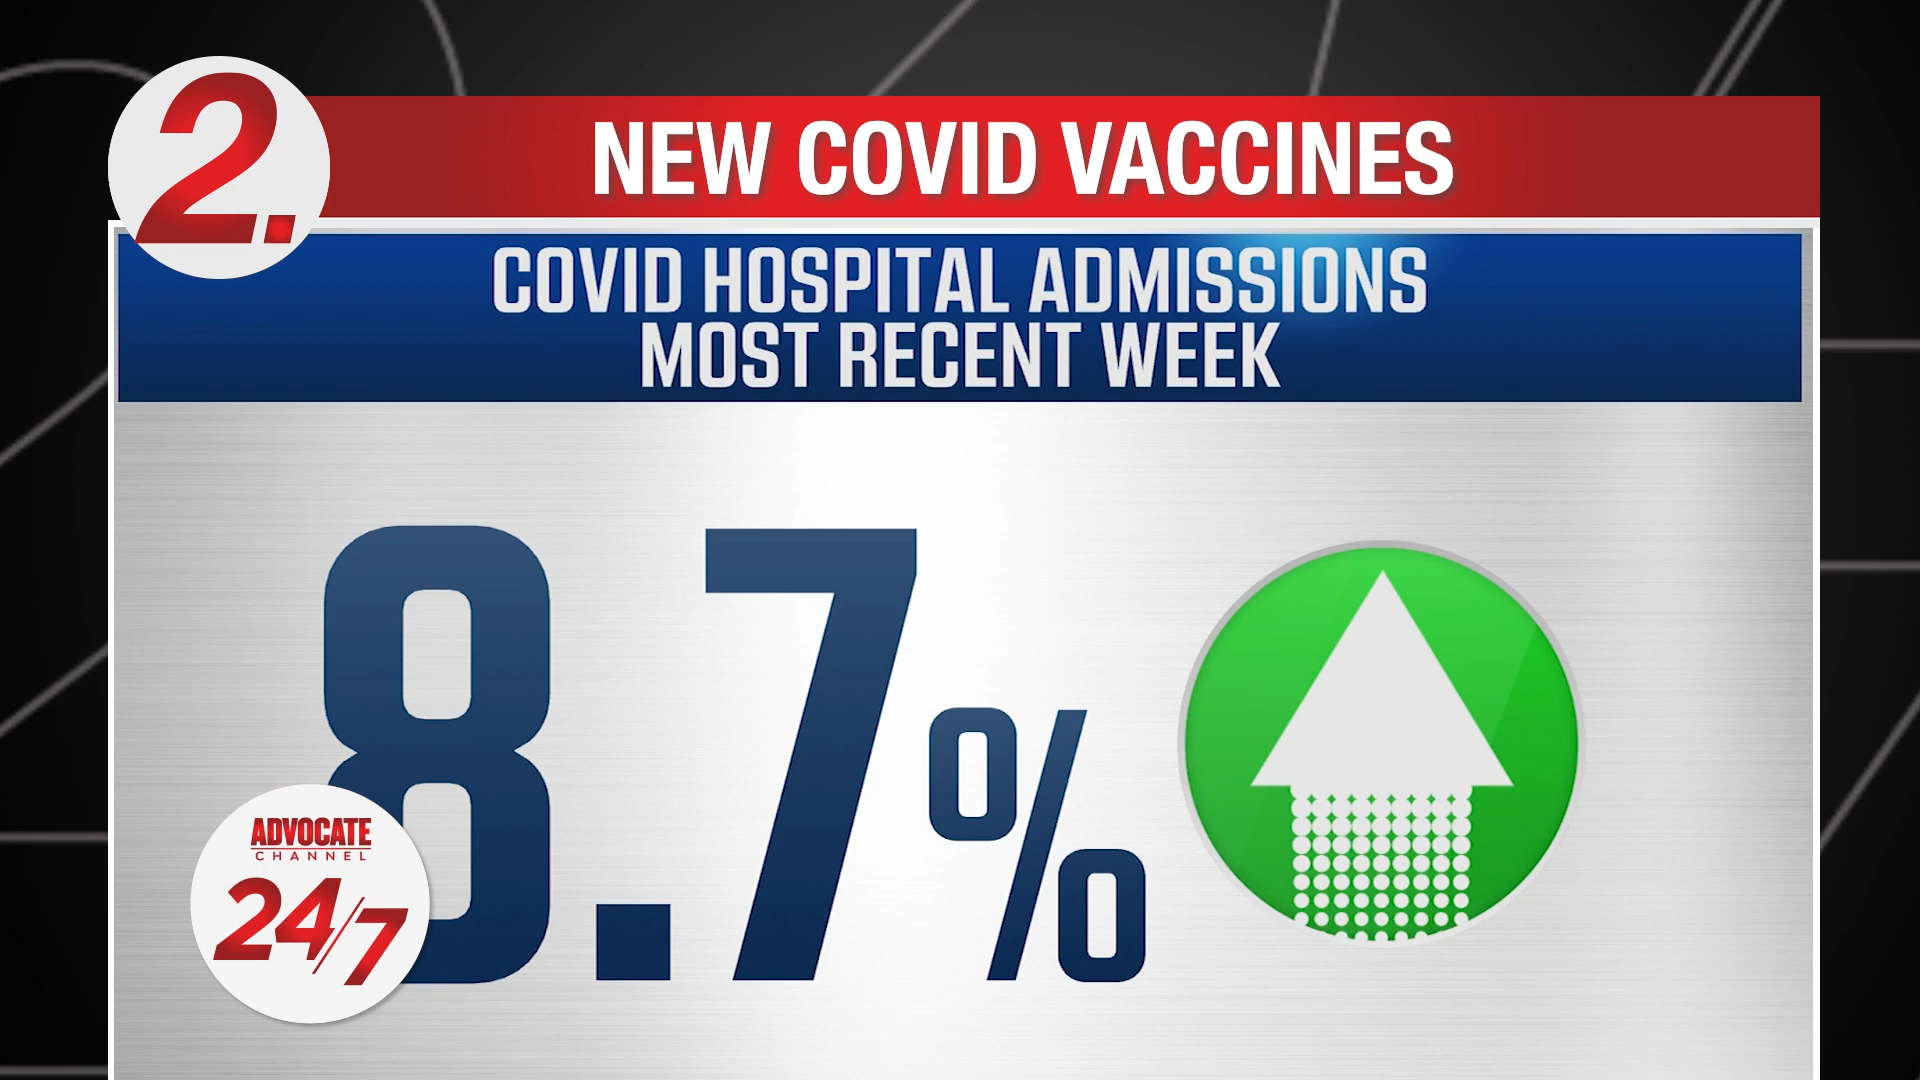 2.
NEW COVID VACCINES
COVID HOSPITAL ADMISSIONS
MOST RECENT WEEK
8.7%
ADVOCATE
CHANNEL
24/7